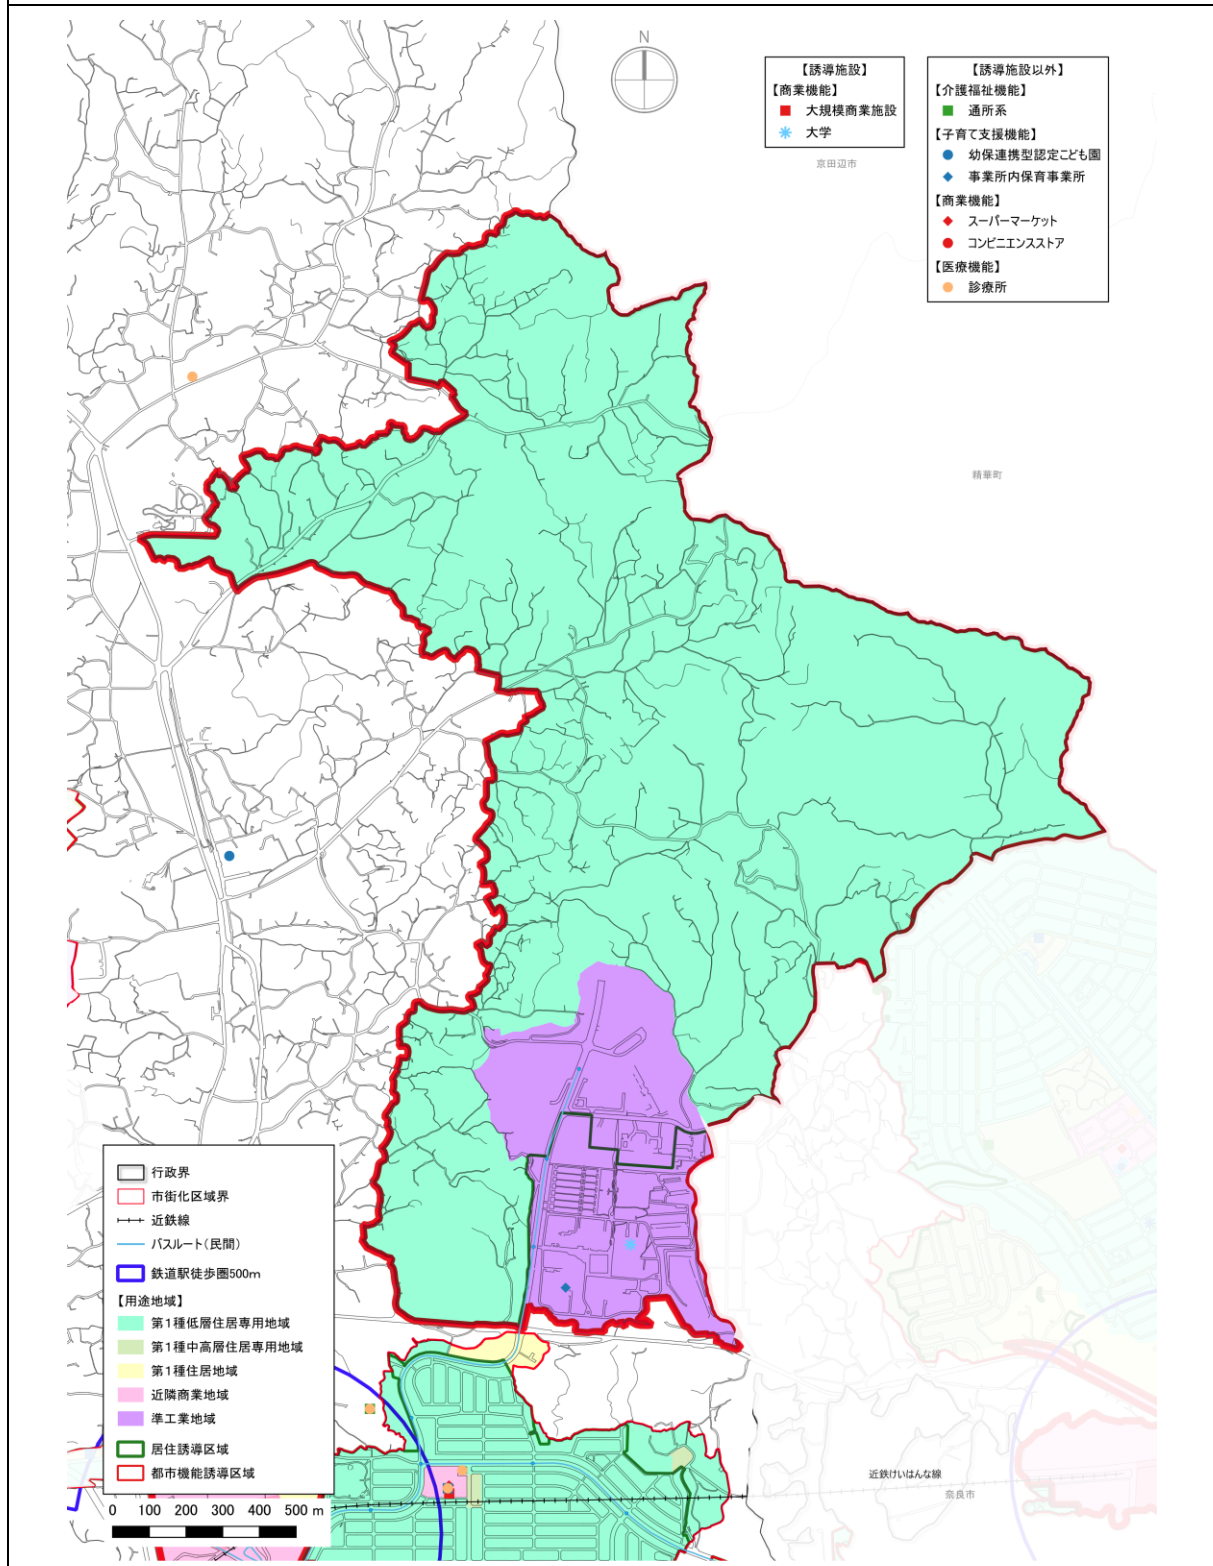 N
【誘導施設】
【商業機能】
大規模商業施設
大学
【誘導施設以外】
【介護福祉機能】
通所系
【子育て支援機能】
幼保連携型認定こども園
事業所内保育事業所
【商業機能】
スーパーマーケット
コンビニエンスストア
【医療機能】
診療所
京田辺市
精華町
行政界
市街化区域界
近鉄線
バスルート（民間）
鉄道駅徒歩圏500m
【用途地域】
第1種低層住居専用地域
第1種中高層住居専用地域
第1種住居地域
近隣商業地域
準工業地域
居住誘導区域
都市機能誘導区域
0 100 200 300 400 500 m
近鉄けいはんな線
奈良市